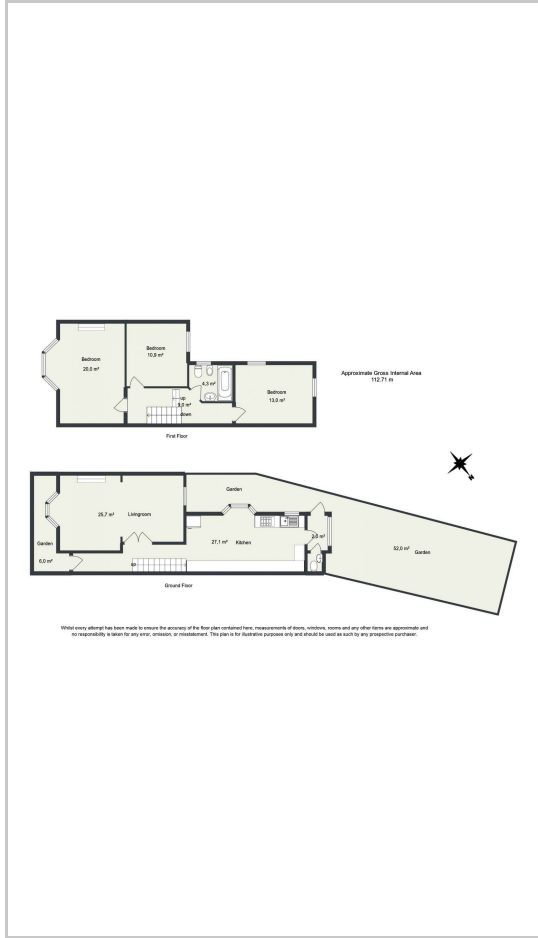 Bedroom
10,9 m²
Bedroom
20,0 m²
4,3 m²
Bedroom
13,0 m²
up
9,0 m²
down
First Floor
Approximate Gross Internal Area
112.71 m
N
Garden
25,7 m²
Livingroom
27,1 m²
Kitchen
Garden
6,0 m²
up
52,0 m²
Garden
Ground Floor
Whilst every attempt has been made to ensure the accuracy of the floor plan contained here, measurements of doors, windows, rooms and any other items are approximate and
no responsibility is taken for any error, omission, or misstatement. This plan is for illustrative purposes only and should be used as such by any prospective purchaser.